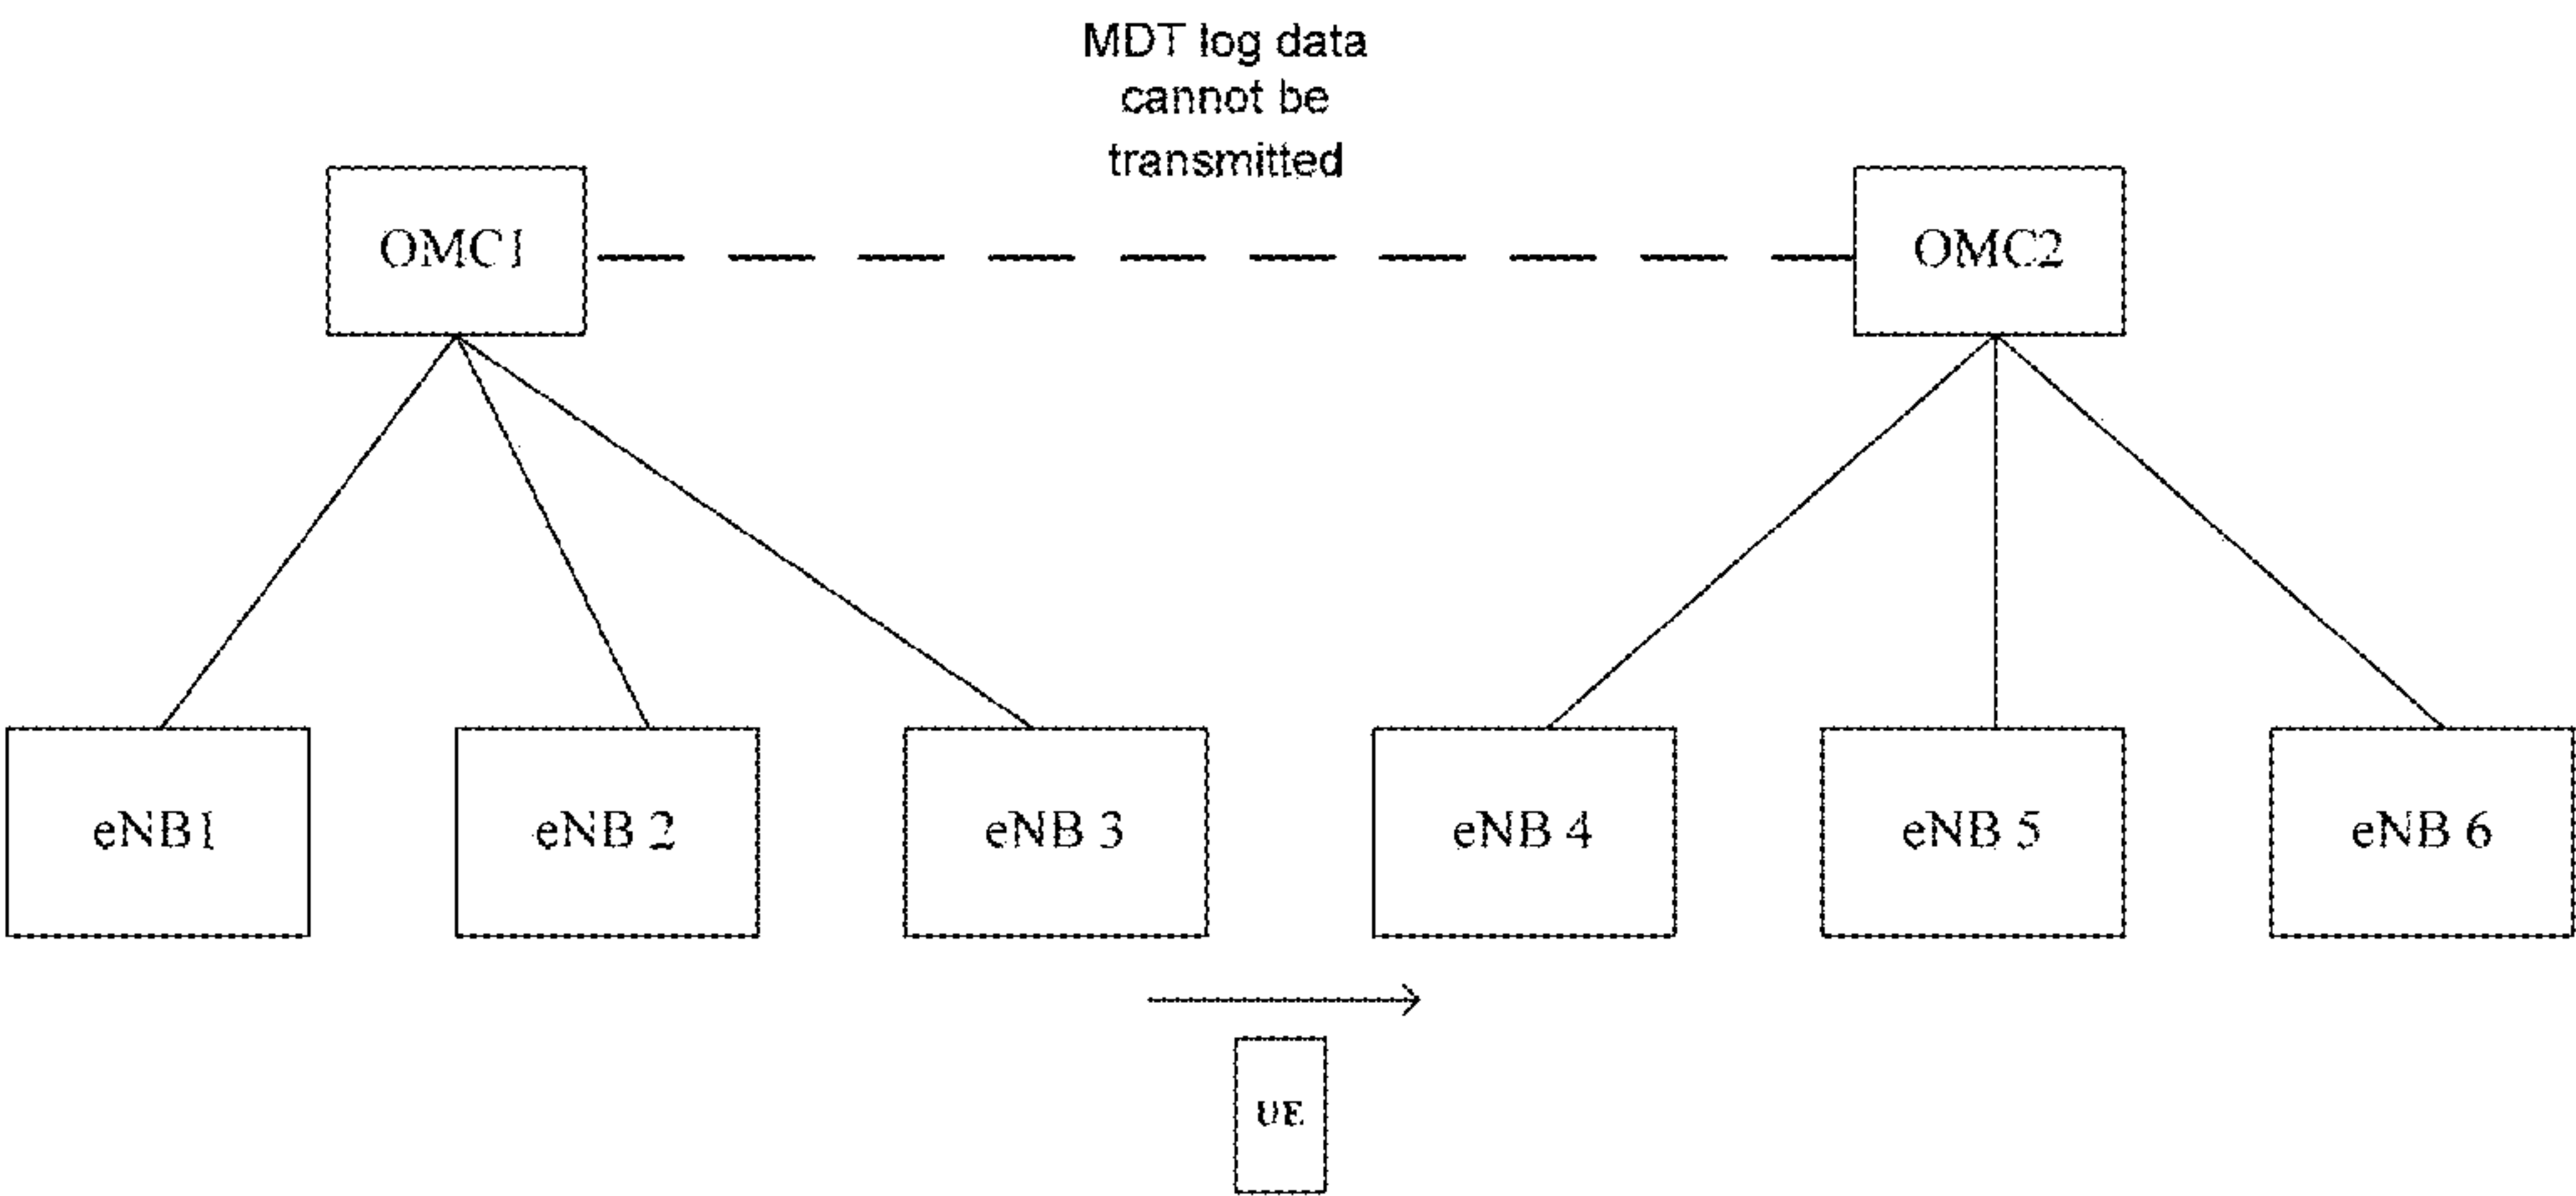 MDT log data
cannot be
transmitted
OMC1
OMC2
eNB1
eNB 2
eNB 3
eNB 4
eNB 5
eNB 6
UE